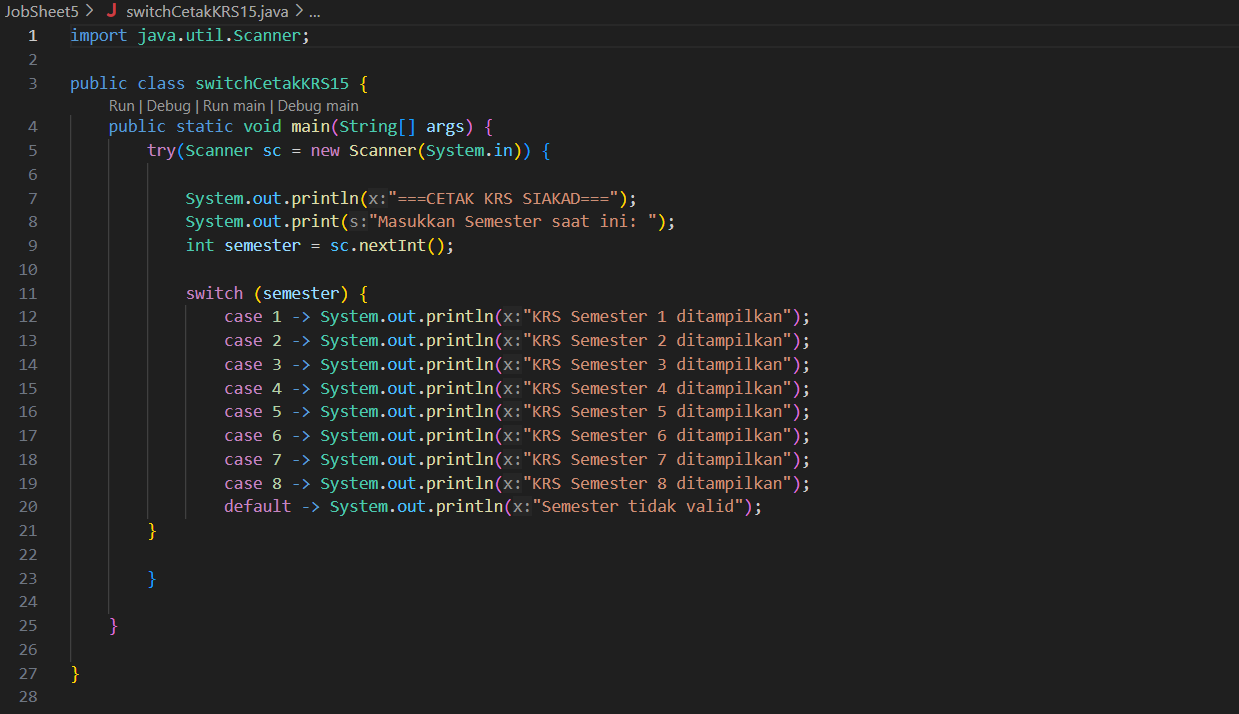 JobSheet5 > J switchCetakKRS15.java > ...
1 import java.util.Scanner;
2
3 public class switchCetakKRS15 {
Run | Debug | Run main | Debug main
4 public static void main(String[] args) {
5 try(Scanner sc = new Scanner(System.in)) {
6
7 System.out.println(x:"===CETAK KRS SIAKAD===");
8 System.out.print(s:"Masukkan Semester saat ini: ");
9 int semester = sc.nextInt();
10
11 switch (semester) {
12 case 1 -> System.out.println(x:"KRS Semester 1 ditampilkan");
13 case 2 -> System.out.println(x:"KRS Semester 2 ditampilkan");
14 case 3 -> System.out.println(x:"KRS Semester 3 ditampilkan");
15 case 4 -> System.out.println(x:"KRS Semester 4 ditampilkan");
16 case 5 -> System.out.println(x:"KRS Semester 5 ditampilkan");
17 case 6 -> System.out.println(x:"KRS Semester 6 ditampilkan");
18 case 7 -> System.out.println(x:"KRS Semester 7 ditampilkan");
19 case 8 -> System.out.println(x:"KRS Semester 8 ditampilkan");
20 default -> System.out.println(x:"Semester tidak valid");
21 }
22
23 }
24
25 }
26
27 }
28